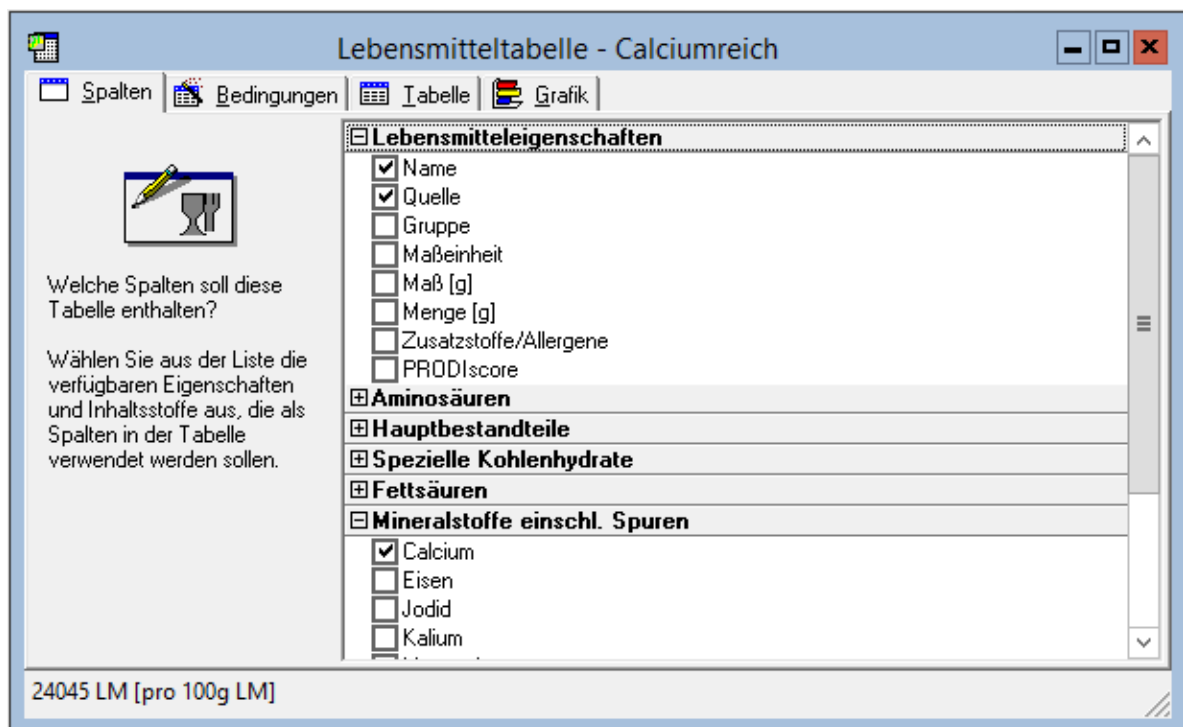 Lebensmitteltabelle - Calciumreich
Spalten Bedingungen Tabelle Grafik
Welche Spalten soll diese
Tabelle enthalten?
Wählen Sie aus der Liste die
verfügbaren Eigenschaften
und Inhaltsstoffe aus, die als
Spalten in der Tabelle
verwendet werden sollen.
Lebensmitteleigenschaften
Name
Quelle
Gruppe
Maßeinheit
Maß [g]
Menge [g]
Zusatzstoffe/Allergene
PRODIscore
Aminosäuren
Hauptbestandteile
Spezielle Kohlenhydrate
Fettsäuren
Mineralstoffe einschl. Spuren
Calcium
Eisen
Jodid
Kalium
24045 LM [pro 100g LM]